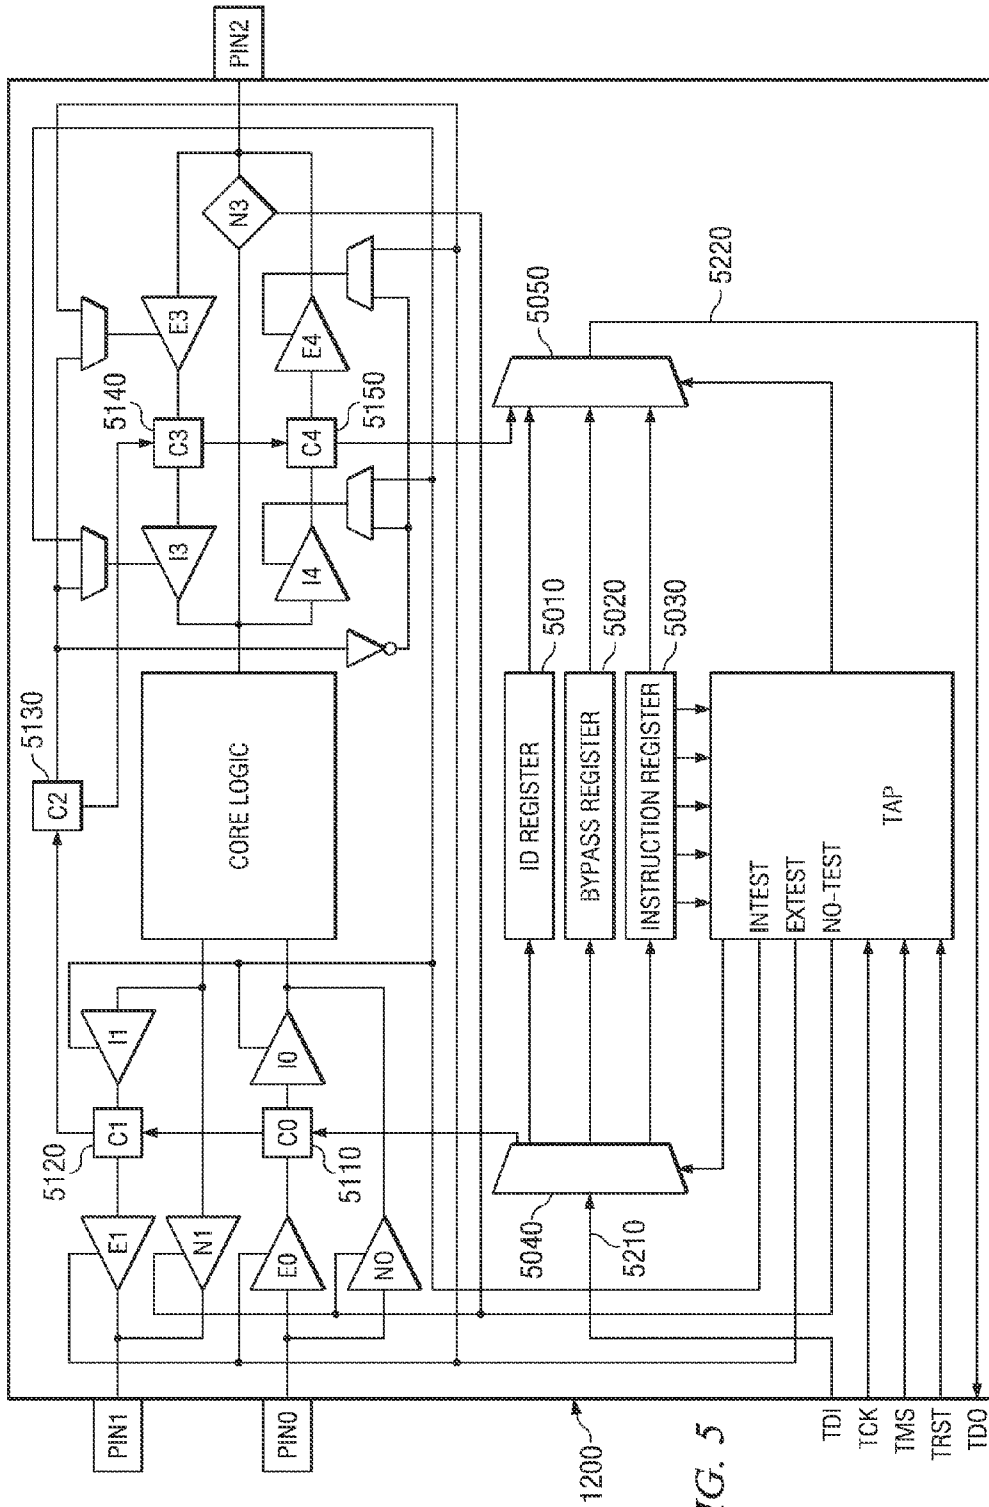 PIN2
5130
C2
5140
C3
E3
N3
I3
5150
C4
E4
I4
5050
5220
CORE LOGIC
5120
C1
I1
E1
N1
5110
C0
I0
E0
N0
PIN1
PIN0
ID REGISTER
5010
BYPASS REGISTER
5020
INSTRUCTION REGISTER
5030
5040
5210
INTEST
EXTEST
NO-TEST
TAP
TDI
TCK
TMS
TRST
TDO
1200
IG. 5